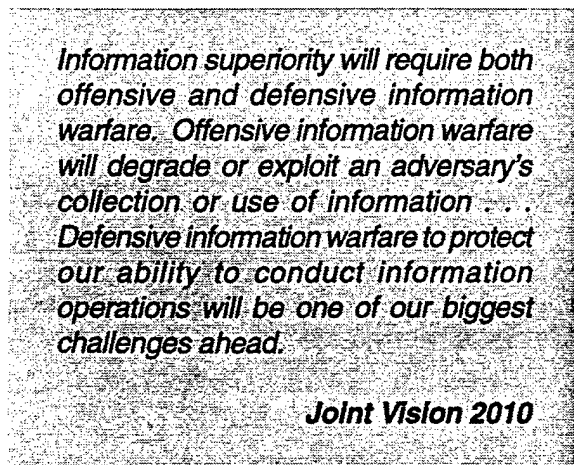 Information superiority will require both
offensive and defensive information
warfare. Offensive information warfare
will degrade or exploit an adversary's
collection or use of information . . .
Defensive information warfare to protect
our ability to conduct information
operations will be one of our biggest
challenges ahead.
Joint Vision 2010